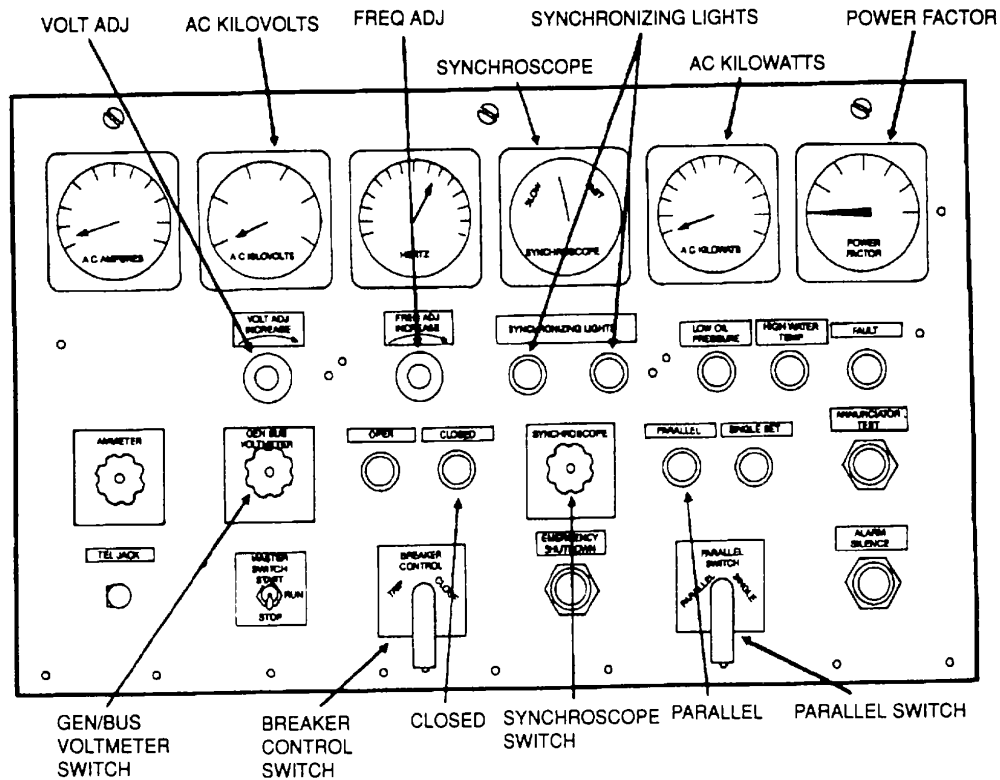 VOLT ADJ
AC KILOVOLTS
FREQ ADJ
SYNCHRONIZING LIGHTS
POWER FACTOR
SYNCHROSCOPE
AC KILOWATTS
A C AMPERES
A C KILOVOLTS
HERTZ
SLOW
FAST
SYNCHROSCOPE
A C KILOWATS
POWER
FACTOR
VOLT ADJ
INCREASE
FREQ ADJ
INCREASE
SYNCHRONIZING LIGHTS
LOW OIL
PRESSURE
HIGH WATER
TEMP
FAULT
AMMETER
GEN BUS
VOLTMETER
OPEN
CLOSED
SYNCHROSCOPE
PARALLEL
SINGLE SET
ANNUNCIATOR
TEST
TEL JACK
MASTER
SWITCH
START
RUN
STOP
BREAKER
CONTROL
TRIP
CLOSE
EMERGENCY
SHUTDOWN
PARALLEL
SWITCH
PARALLEL
SINGLE
ALARM
SILENCE
GEN/BUS
VOLTMETER
SWITCH
BREAKER
CONTROL
SWITCH
CLOSED
SYNCHROSCOPE
SWITCH
PARALLEL
PARALLEL SWITCH